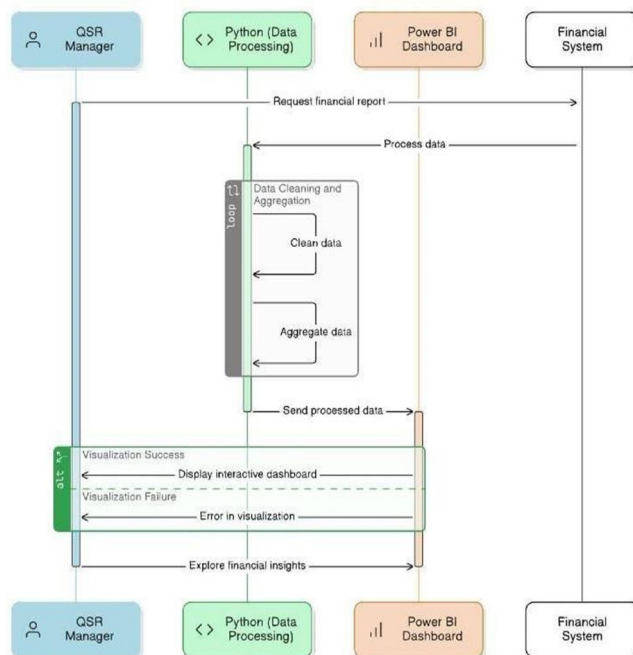 QSR
Manager
Python (Data
Processing)
Power BI
Dashboard
Financial
System
Request financial report
Process data
loop
Data Cleaning and
Aggregation
Clean data
Aggregate data
Send processed data
alt
Visualization Success
Display interactive dashboard
Visualization Failure
Error in visualization
Explore financial insights
QSR
Manager
Python (Data
Processing)
Power BI
Dashboard
Financial
System